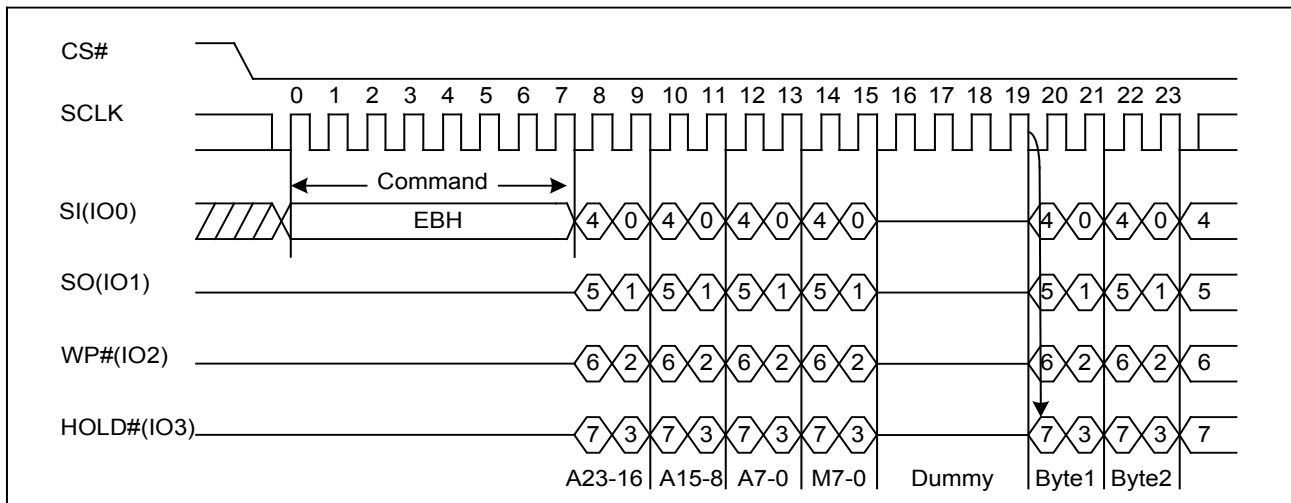 CS#
0 1 2 3 4 5 6 7 8 9 10 11 12 13 14 15 16 17 18 19 20 21 22 23
SCLK
Command
SI(IO0) EBH 4 0 4 0 4 0 4 0 4 0 4 0 4
SO(IO1) 5 1 5 1 5 1 5 1 5 1 5 1 5
WP#(IO2) 6 2 6 2 6 2 6 2 6 2 6 2 6
HOLD#(IO3) 7 3 7 3 7 3 7 3 7 3 7 3 7
A23-16 A15-8 A7-0 M7-0 Dummy Byte1 Byte2